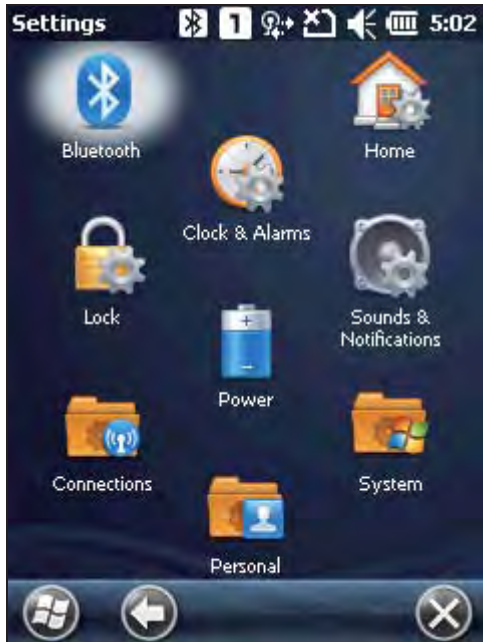 Settings 1 5:02
Bluetooth
Home
Clock & Alarms
Lock
Sounds &
Notifications
Power
Connections
System
Personal